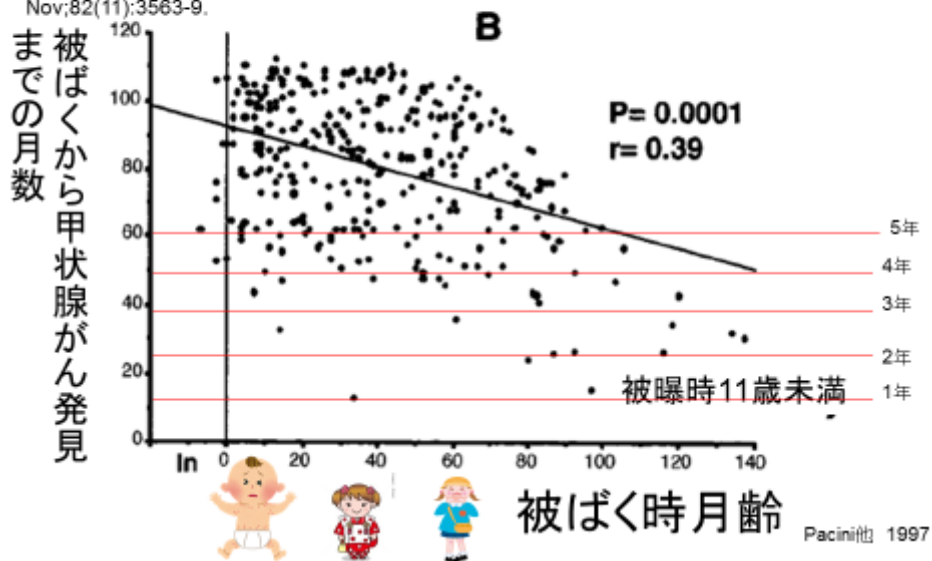 Nov;82(11):3563-9.
B
被ばくから甲状腺がん発見
までの月数
120
100
80
60
40
20
0
P= 0.0001
r= 0.39
5年
4年
3年
2年
1年
被曝時11歳未満
In 0 20 40 60 80 100 120 140
被ばく時月齢
Pacini他 1997